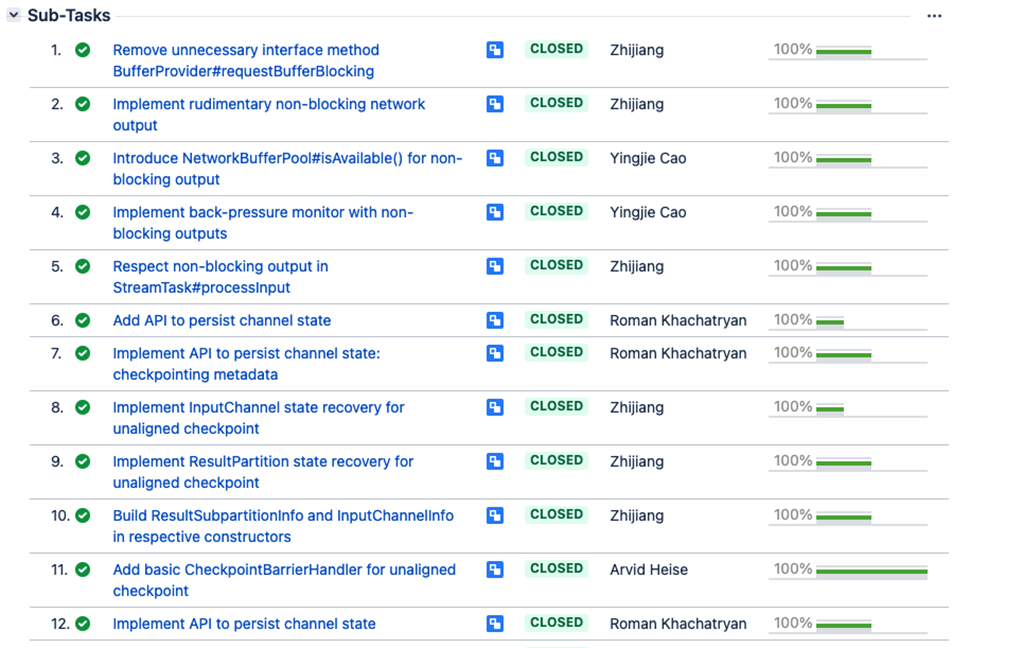 Sub-Tasks
1. Remove unnecessary interface method CLOSED Zhijiang 100%
BufferProvider#requestBufferBlocking
2. Implement rudimentary non-blocking network CLOSED Zhijiang 100%
output
3. Introduce NetworkBufferPool#isAvailable() for non- CLOSED Yingjie Cao 100%
blocking output
4. Implement back-pressure monitor with non- CLOSED Yingjie Cao 100%
blocking outputs
5. Respect non-blocking output in CLOSED Zhijiang 100%
StreamTask#processInput
6. Add API to persist channel state CLOSED Roman Khachatryan 100%
7. Implement API to persist channel state: CLOSED Roman Khachatryan 100%
checkpointing metadata
8. Implement InputChannel state recovery for CLOSED Zhijiang 100%
unaligned checkpoint
9. Implement ResultPartition state recovery for CLOSED Zhijiang 100%
unaligned checkpoint
10. Build ResultSubpartitionInfo and InputChannelInfo CLOSED Zhijiang 100%
in respective constructors
11. Add basic CheckpointBarrierHandler for unaligned CLOSED Arvid Heise 100%
checkpoint
12. Implement API to persist channel state CLOSED Roman Khachatryan 100%